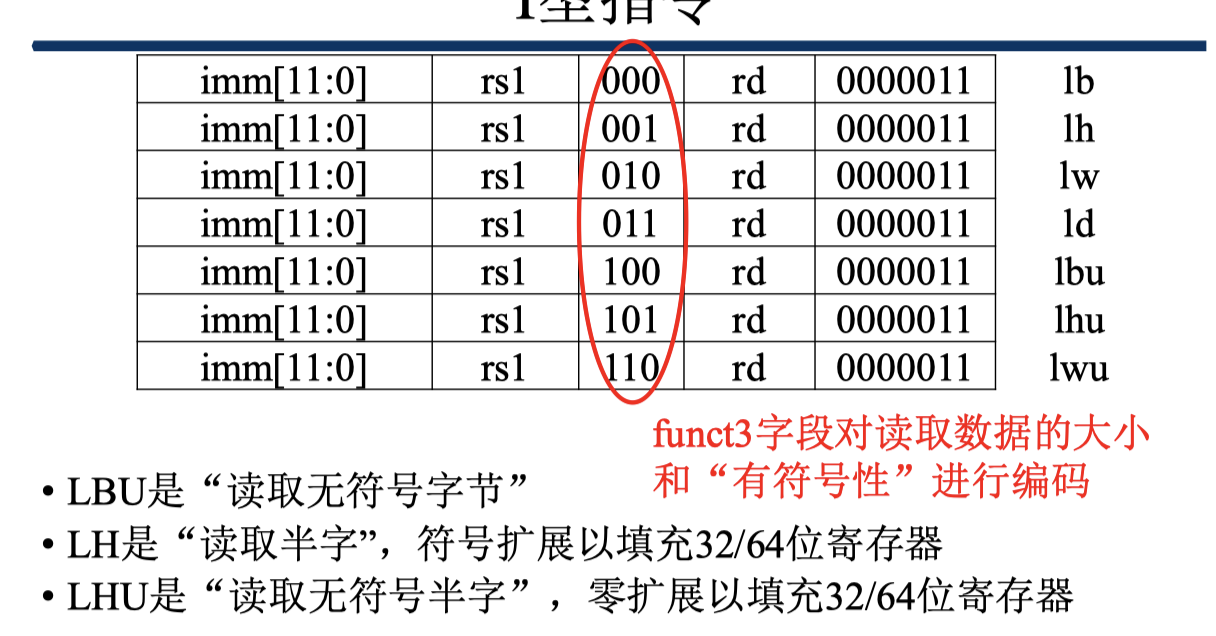 I型指令
imm[11:0] rs1 000 rd 0000011 lb
imm[11:0] rs1 001 rd 0000011 lh
imm[11:0] rs1 010 rd 0000011 lw
imm[11:0] rs1 011 rd 0000011 ld
imm[11:0] rs1 100 rd 0000011 lbu
imm[11:0] rs1 101 rd 0000011 lhu
imm[11:0] rs1 110 rd 0000011 lwu
funct3字段对读取数据的大小
和“有符号性”进行编码
• LBU是“读取无符号字节”
• LH是“读取半字”，符号扩展以填充32/64位寄存器
• LHU是“读取无符号半字”，零扩展以填充32/64位寄存器